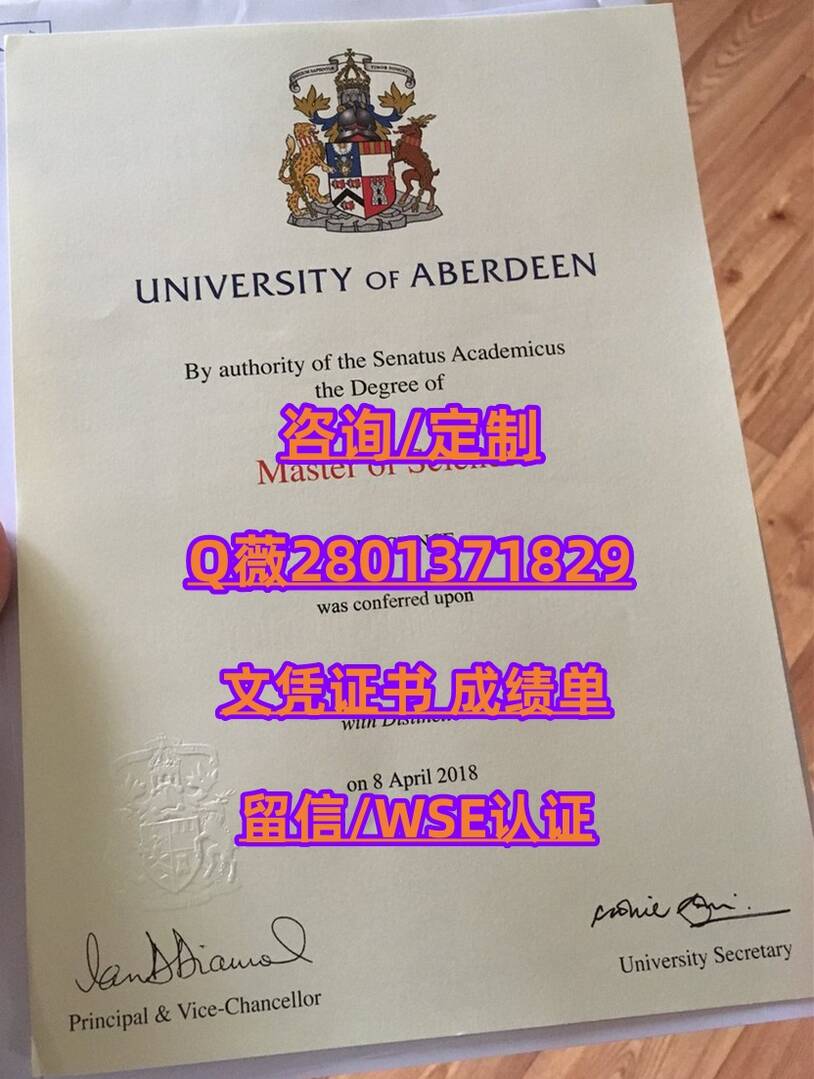 UNIVERSITY OF ABERDEEN
By authority of the Senatus Academicus
the Degree of
咨询/定制
Master of Science
Q薇2801371829
was conferred upon
文凭证书 成绩单
with Distinction
on 8 April 2018
留信/WSE认证
Principal & Vice-Chancellor
University Secretary